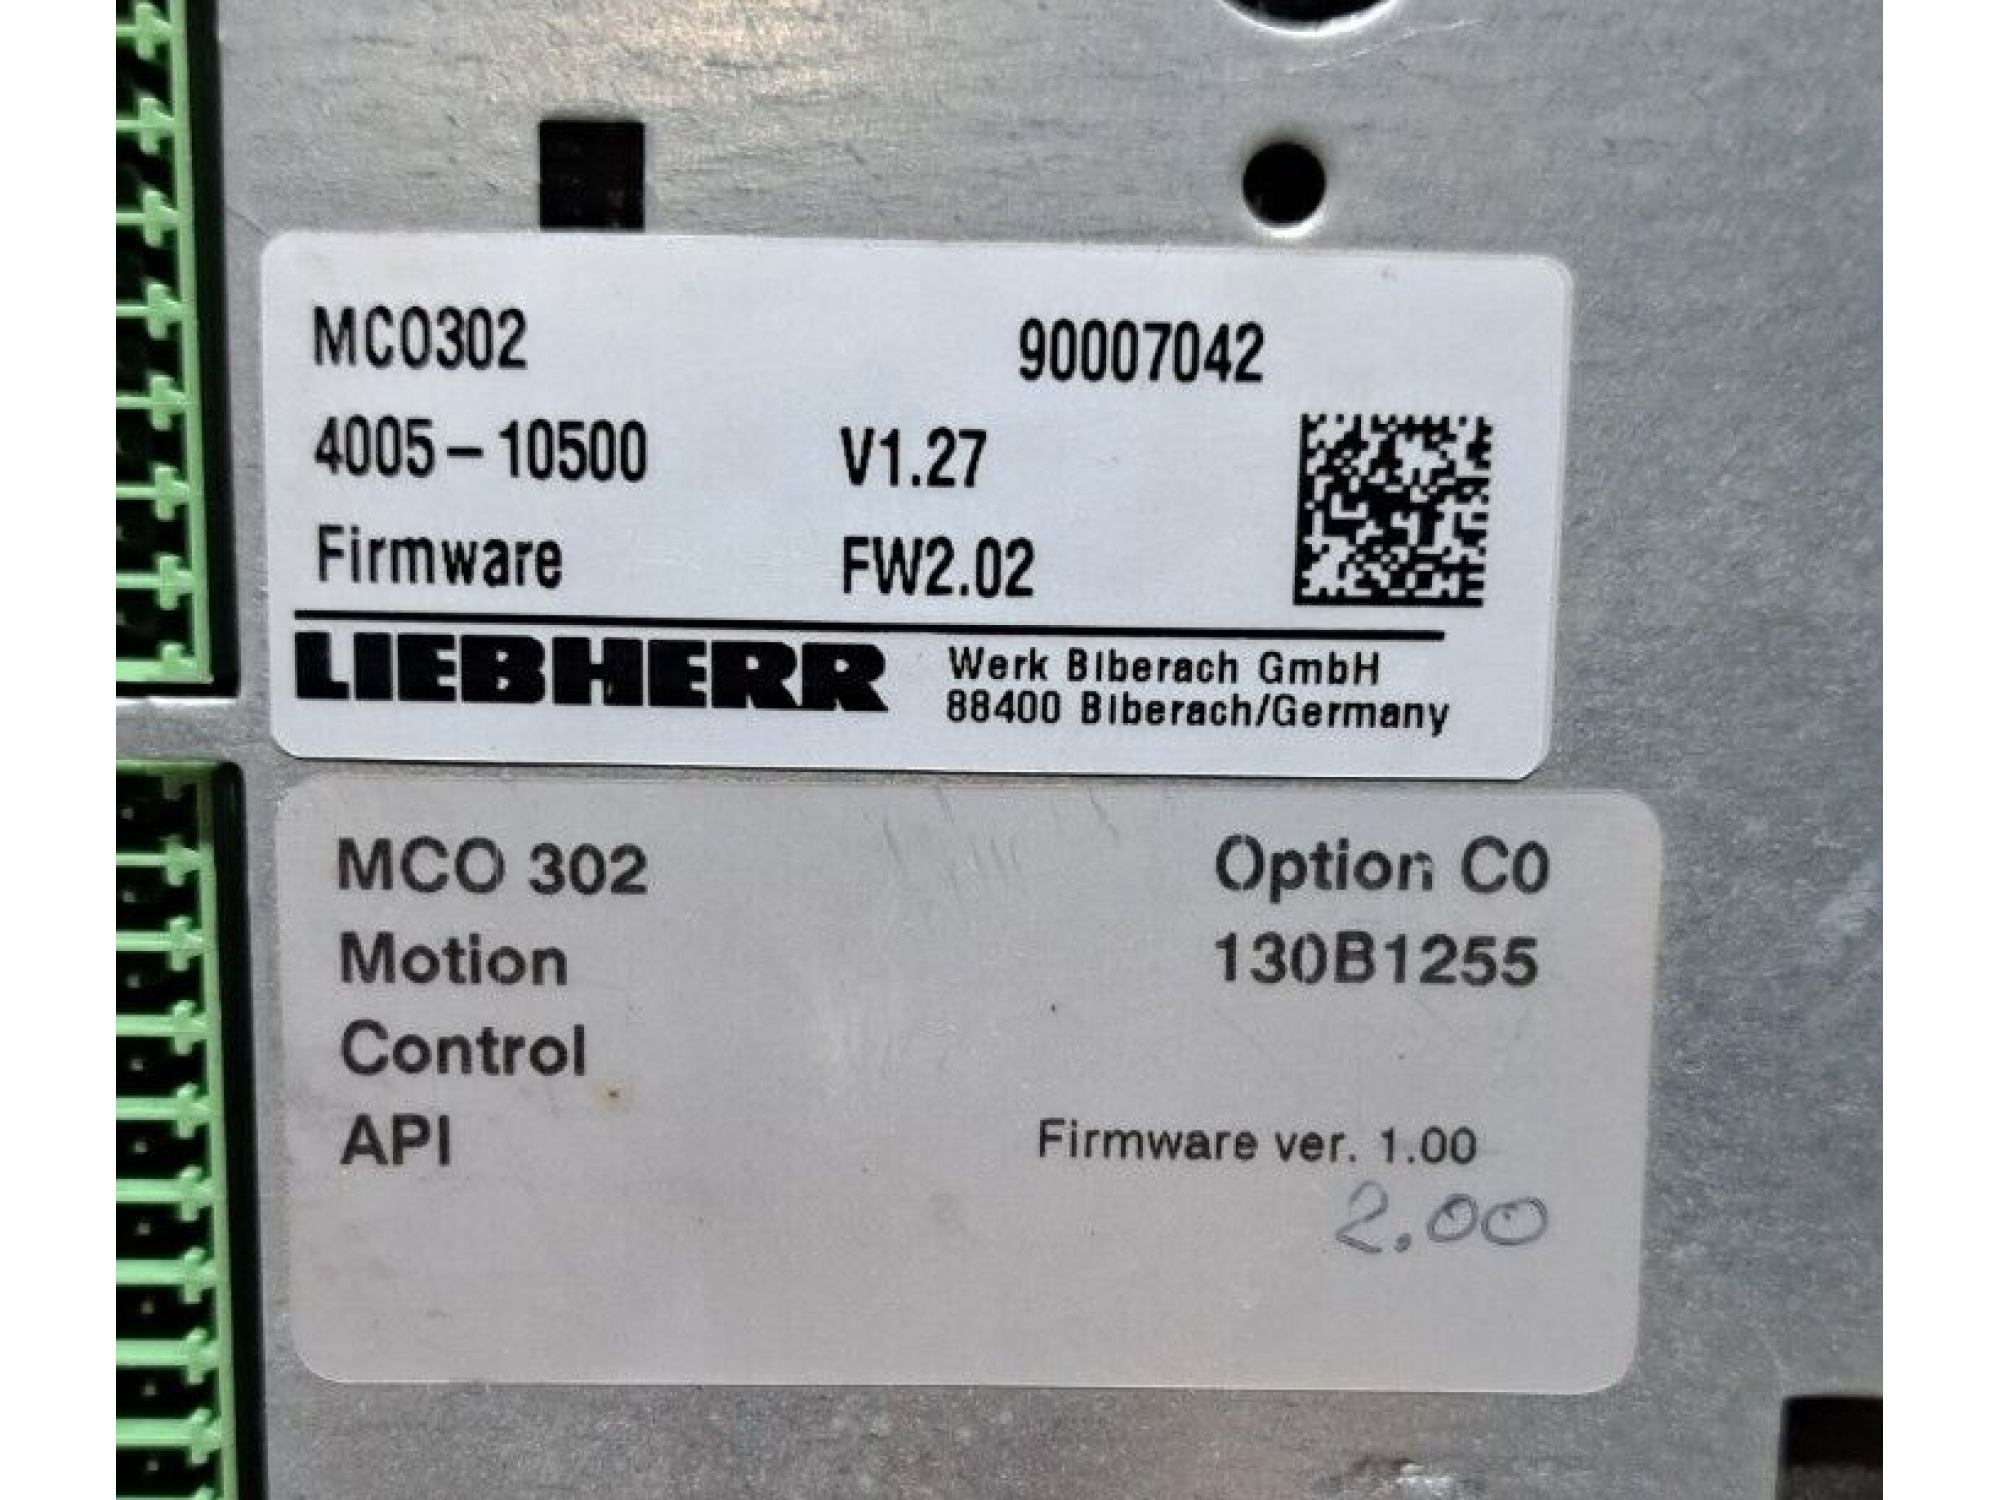 MCO302 90007042
4005-10500 V1.27
Firmware FW2.02
LIEBHERR Werk Biberach GmbH
88400 Biberach/Germany
MCO 302 Option C0
Motion 130B1255
Control
API Firmware ver. 1.00
2.00